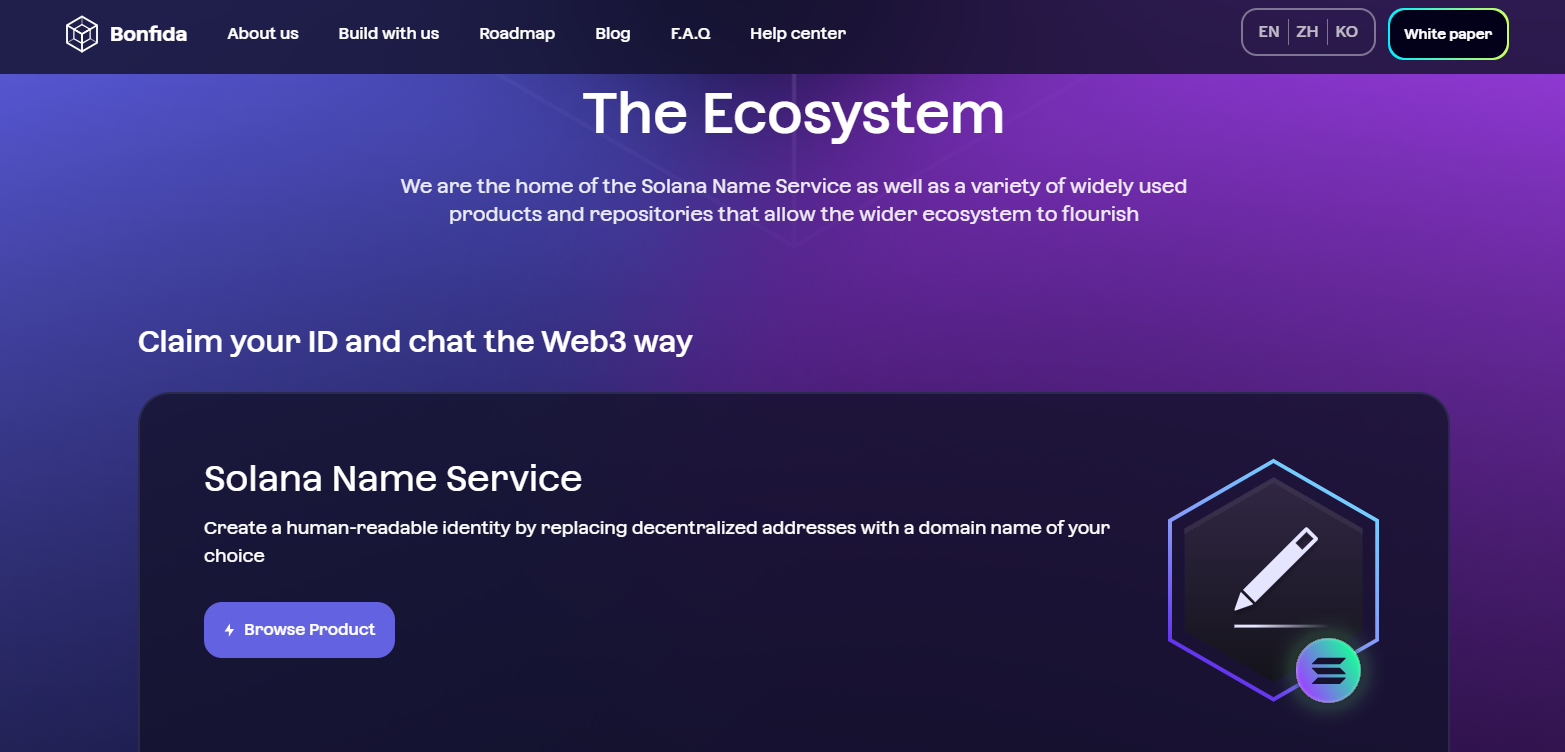 Bonfida About us Build with us Roadmap Blog F.A.Q Help center EN ZH KO White paper
The Ecosystem
We are the home of the Solana Name Service as well as a variety of widely used
products and repositories that allow the wider ecosystem to flourish
Claim your ID and chat the Web3 way
Solana Name Service
Create a human-readable identity by replacing decentralized addresses with a domain name of your
choice
Browse Product